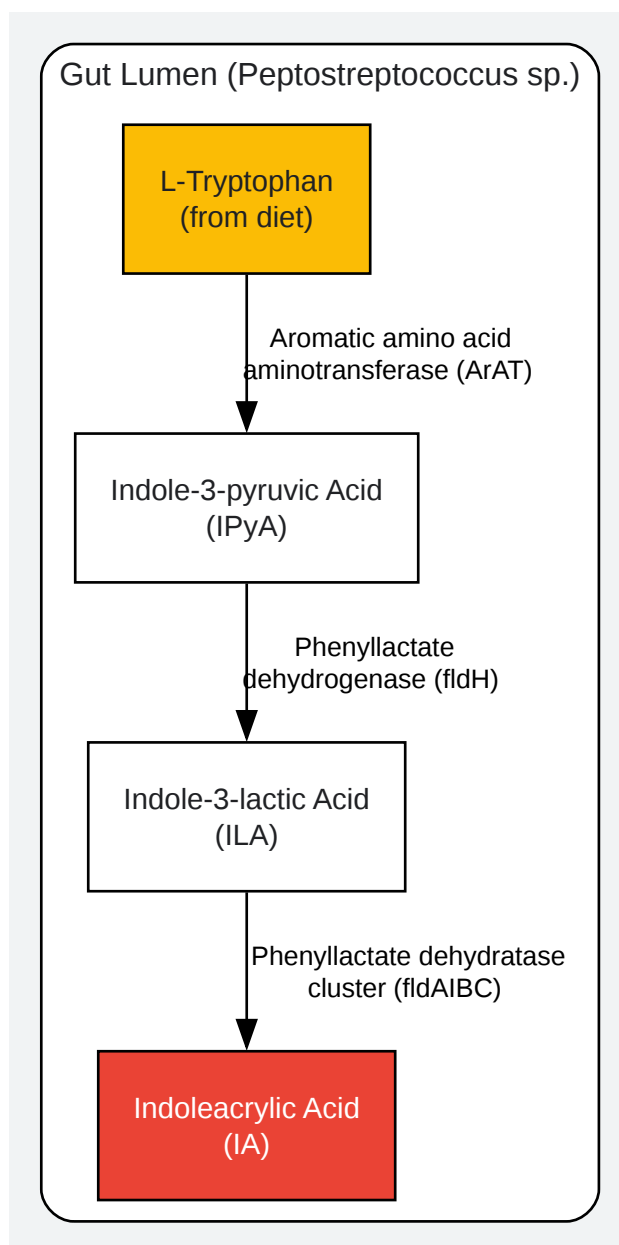 Gut Lumen (Peptostreptococcus sp.)
L-Tryptophan
(from diet)
Aromatic amino acid
aminotransferase (ArAT)
Indole-3-pyruvic Acid
(IPyA)
Phenyllactate
dehydrogenase (fldH)
Indole-3-lactic Acid
(ILA)
Phenyllactate dehydratase
cluster (fldAIBC)
Indoleacrylic Acid
(IA)